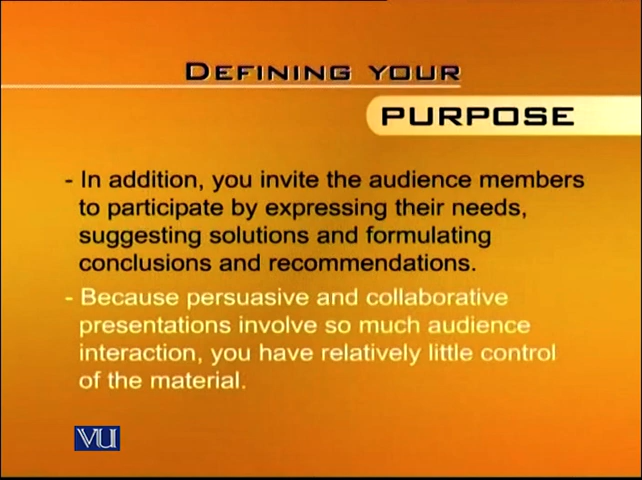 DEFINING YOUR
PURPOSE
- In addition, you invite the audience members
to participate by expressing their needs,
suggesting solutions and formulating
conclusions and recommendations.
- Because persuasive and collaborative
presentations involve so much audience
interaction, you have relatively little control
of the material.
VU